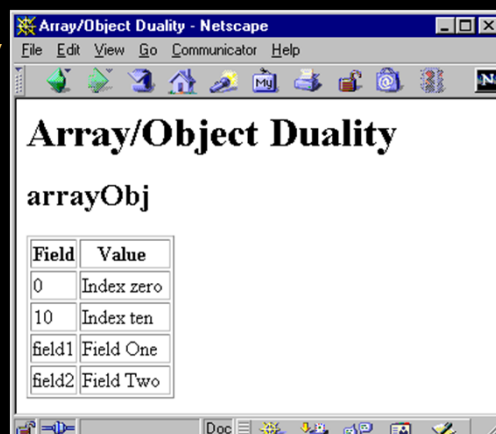 Array/Object Duality - Netscape
File Edit View Go Communicator Help
My N
Array/Object Duality
arrayObj
Field Value
0 Index zero
10 Index ten
field1 Field One
field2 Field Two
Doc